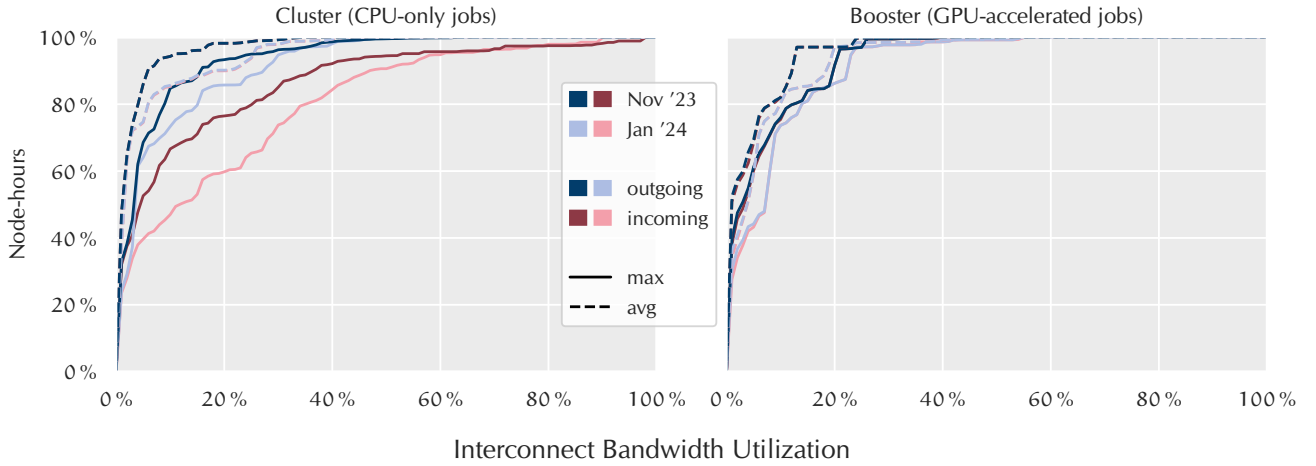 Cluster (CPU-only jobs)
Booster (GPU-accelerated jobs)
Node-hours
100 %
80 %
60 %
40 %
20 %
0 %
0 %
20 %
40 %
60 %
80 %
100 %
0 %
20 %
40 %
60 %
80 %
100 %
Nov ’23
Jan ’24
outgoing
incoming
max
avg
Interconnect Bandwidth Utilization